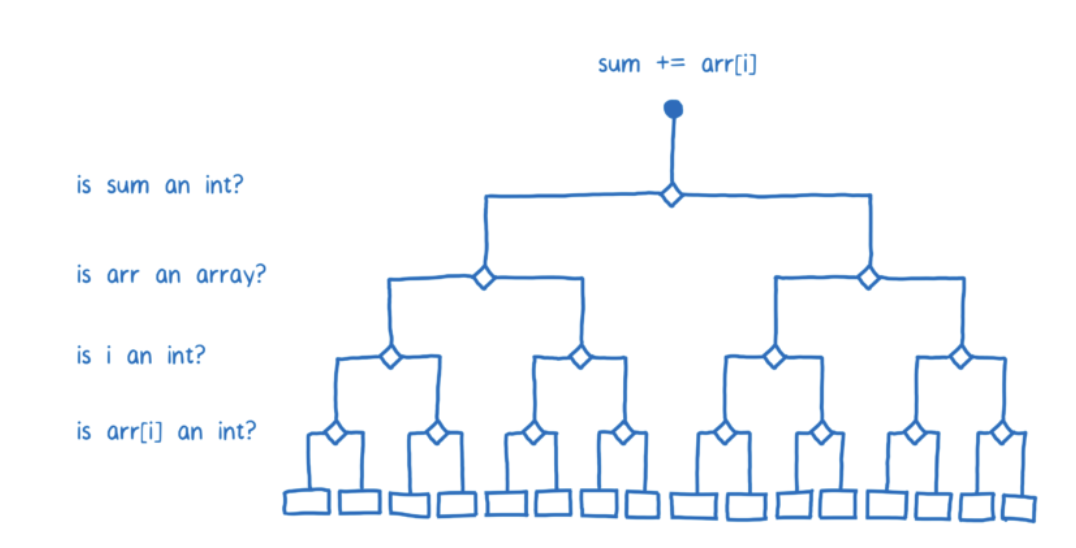 sum += arr[i]
is sum an int?
is arr an array?
is i an int?
is arr[i] an int?